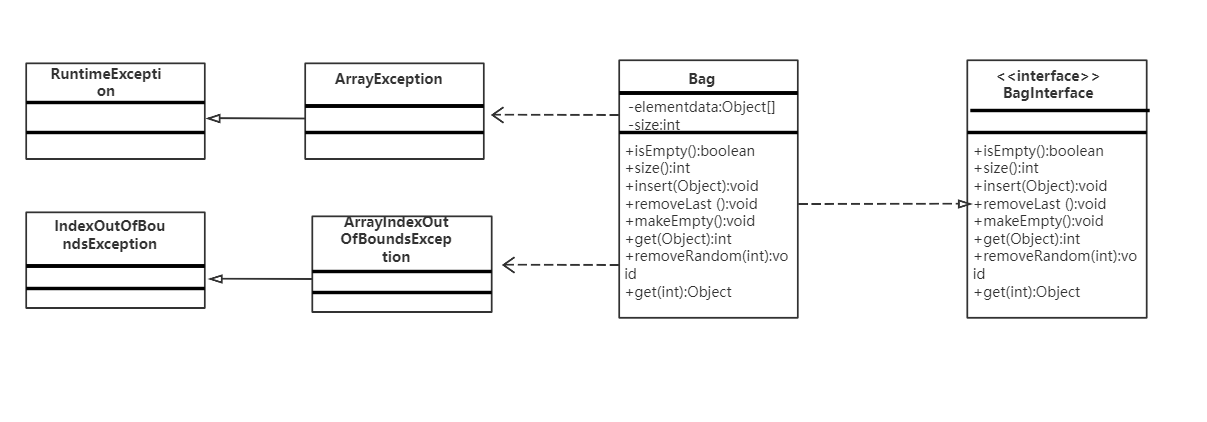 RuntimeExcepti
on
ArrayException
Bag
-elementdata:Object[]
-size:int
+isEmpty():boolean
+size():int
+insert(Object):void
+removeLast ():void
+makeEmpty():void
+get(Object):int
+removeRandom(int):vo
id
+get(int):Object
<<interface>>
BagInterface
+isEmpty():boolean
+size():int
+insert(Object):void
+removeLast ():void
+makeEmpty():void
+get(Object):int
+removeRandom(int):vo
id
+get(int):Object
IndexOutOfBou
ndsException
ArrayIndexOut
OfBoundsExcep
tion